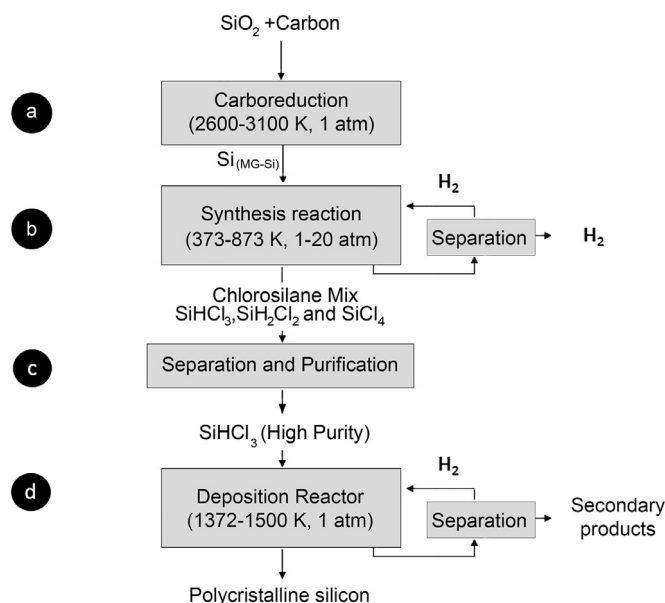 SiO₂ +Carbon
a
Carboreduction
(2600-3100 K, 1 atm)
Si(MG-Si)
b
Synthesis reaction
(373-873 K, 1-20 atm)
H₂
Separation
H₂
Chlorosilane Mix
SiHCl₃,SiH₂Cl₂ and SiCl₄
c
Separation and Purification
SiHCl₃ (High Purity)
d
Deposition Reactor
(1372-1500 K, 1 atm)
H₂
Separation
Secondary
products
Polycristalline silicon